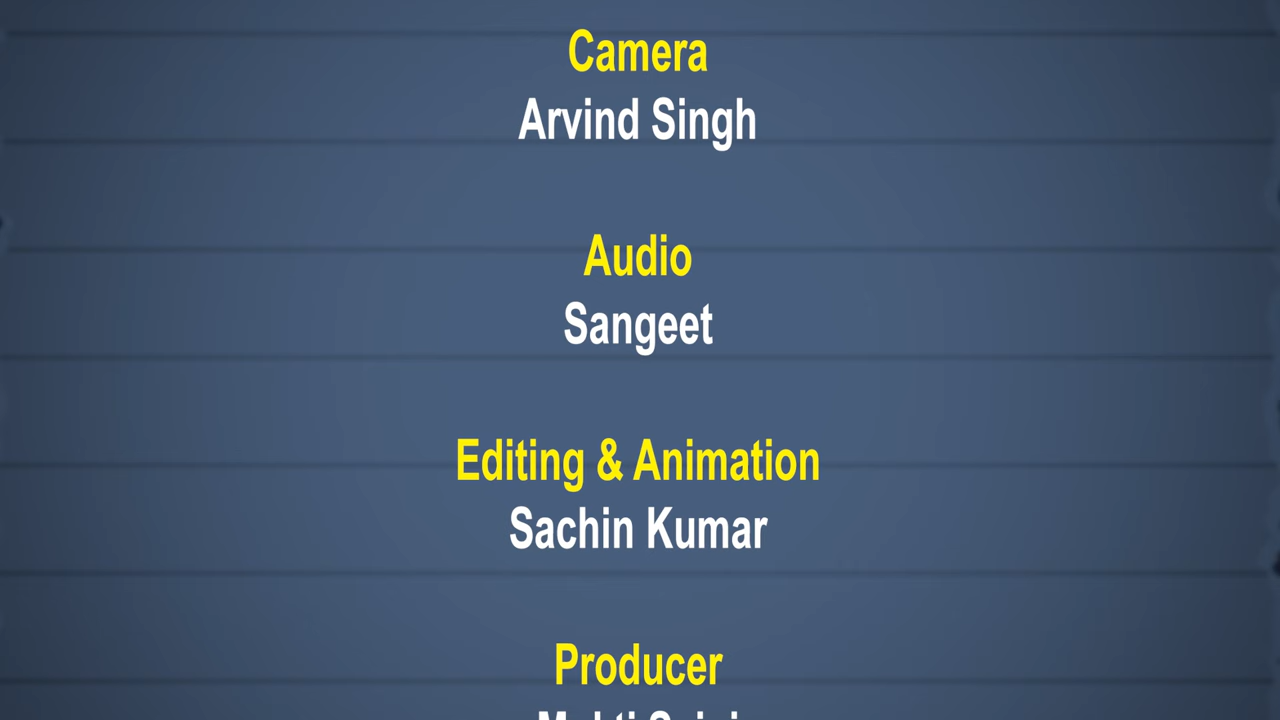 Camera
Arvind Singh
Audio
Sangeet
Editing & Animation
Sachin Kumar
Producer